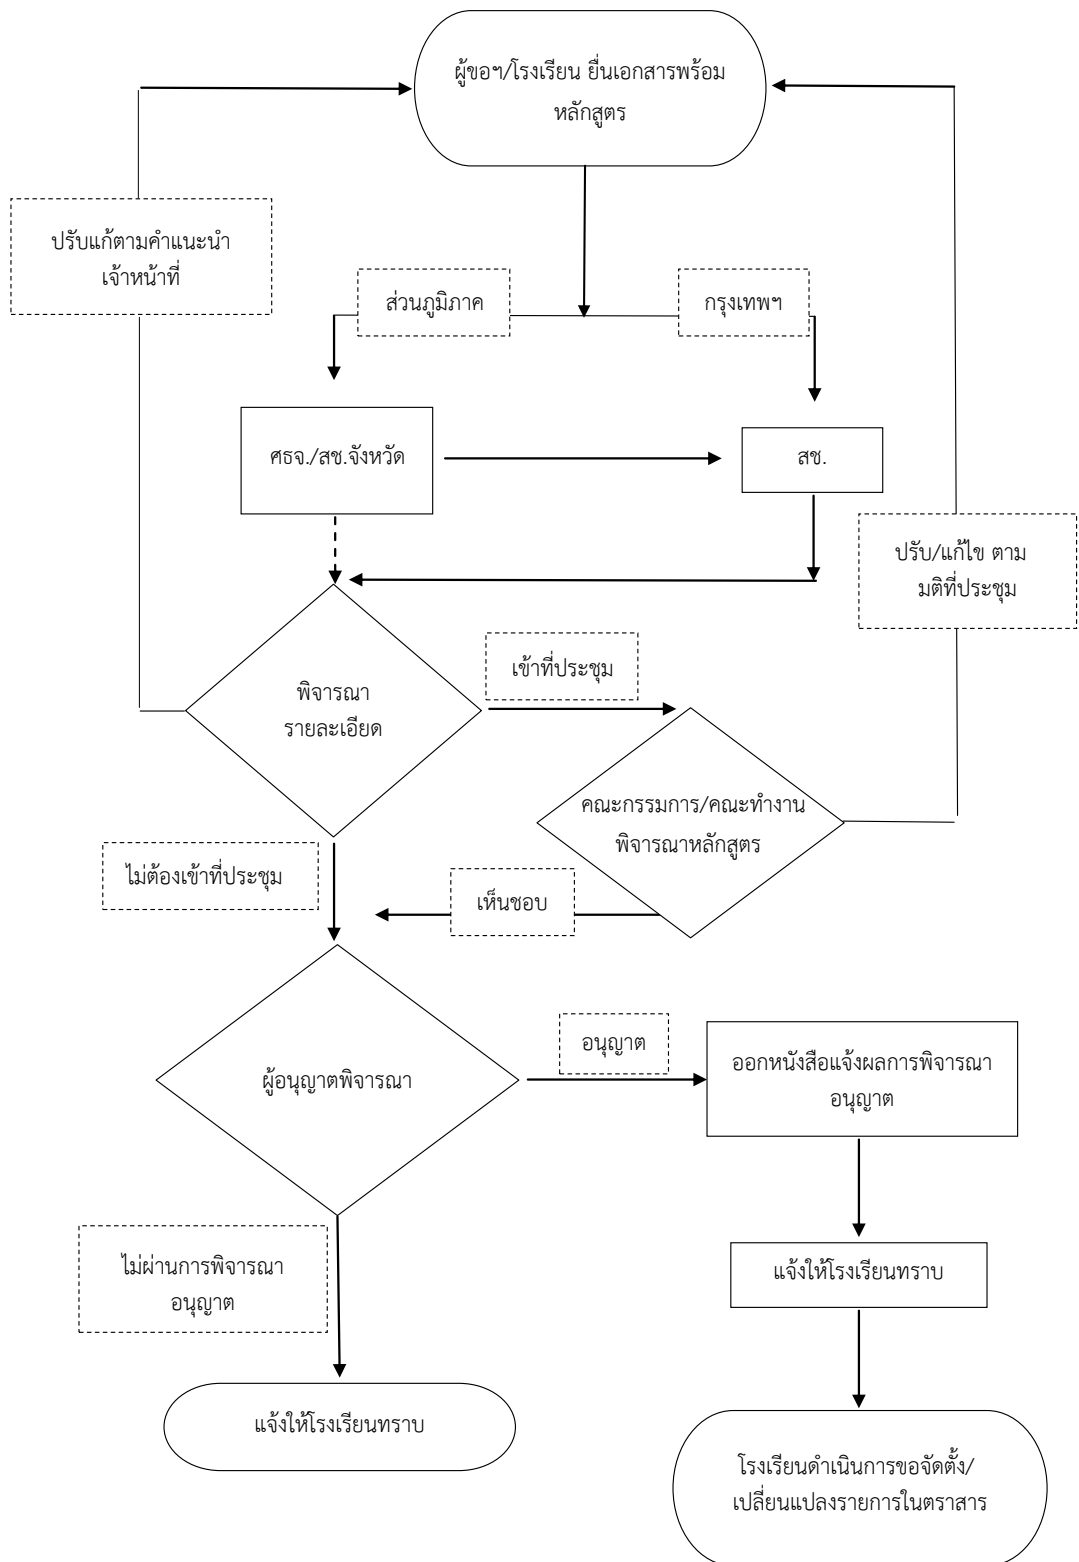 ผู้ขอฯ/โรงเรียน ยื่นเอกสารพร้อม
หลักสูตร
ปรับแก้ตามคำแนะนำ
เจ้าหน้าที่
ส่วนภูมิภาค
กรุงเทพฯ
ศธจ./สช.จังหวัด
สช.
ปรับ/แก้ไข ตาม
มติที่ประชุม
เข้าที่ประชุม
พิจารณา
รายละเอียด
คณะกรรมการ/คณะทำงาน
พิจารณาหลักสูตร
ไม่ต้องเข้าที่ประชุม
เห็นชอบ
อนุญาต
ผู้อนุญาตพิจารณา
ออกหนังสือแจ้งผลการพิจารณา
อนุญาต
ไม่ผ่านการพิจารณา
อนุญาต
แจ้งให้โรงเรียนทราบ
แจ้งให้โรงเรียนทราบ
โรงเรียนดำเนินการขอจัดตั้ง/
เปลี่ยนแปลงรายการในตราสาร